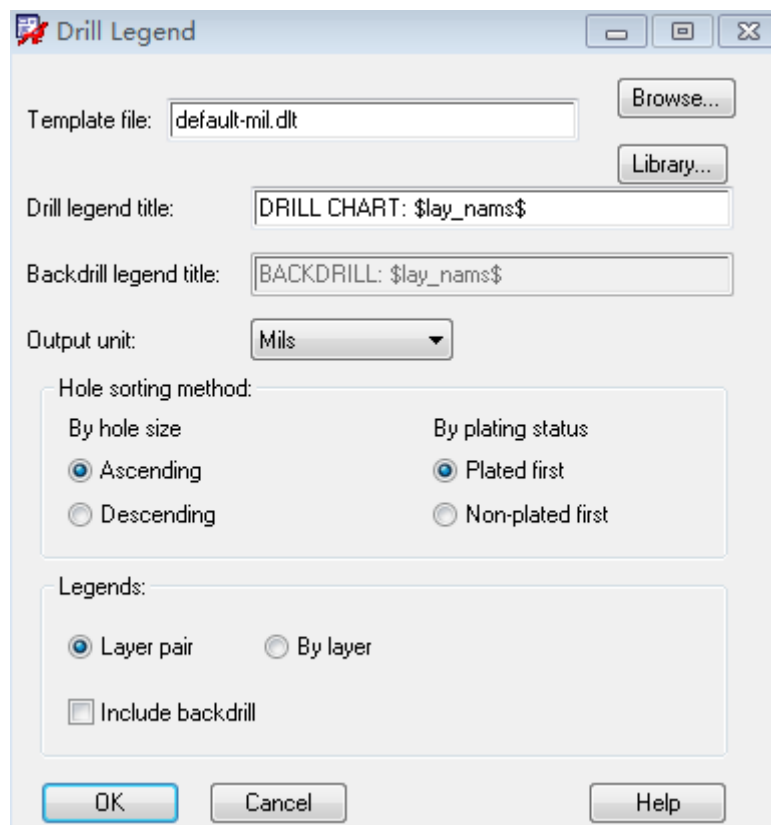 Drill Legend
Template file: default-mil.dlt Browse...
Library...
Drill legend title: DRILL CHART: $lay_nams$
Backdrill legend title: BACKDRILL: $lay_nams$
Output unit: Mils
Hole sorting method:
By hole size By plating status
Ascending Plated first
Descending Non-plated first
Legends:
Layer pair By layer
Include backdrill
OK Cancel Help